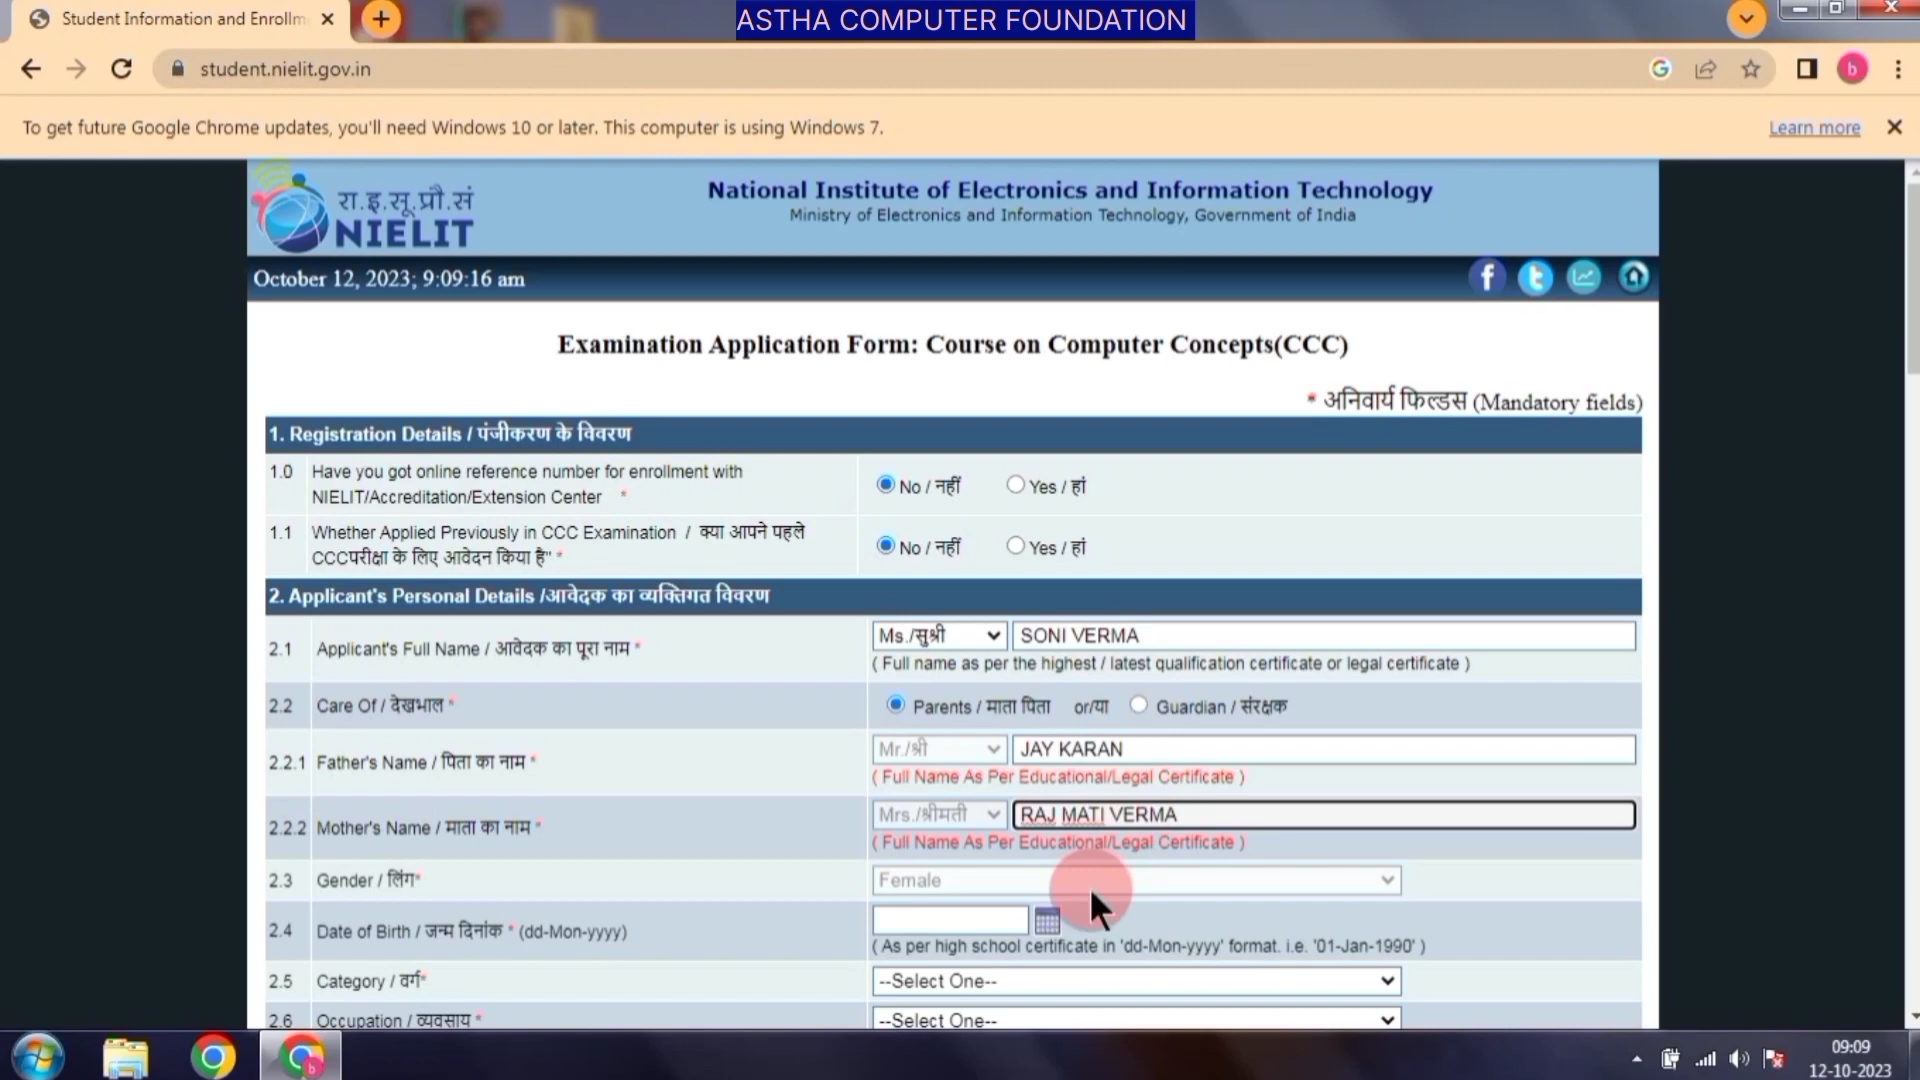 Student Information and Enrollm
ASTHA COMPUTER FOUNDATION
student.nielit.gov.in
b
To get future Google Chrome updates, you'll need Windows 10 or later. This computer is using Windows 7.
Learn more
रा.इ.सू.प्रौ.सं
NIELIT
National Institute of Electronics and Information Technology
Ministry of Electronics and Information Technology, Government of India
October 12, 2023; 9:09:16 am
Examination Application Form: Course on Computer Concepts(CCC)
* अनिवार्य फिल्डस (Mandatory fields)
1. Registration Details / पंजीकरण के विवरण
1.0 Have you got online reference number for enrollment with
NIELIT/Accreditation/Extension Center *
No / नहीं Yes / हां
1.1 Whether Applied Previously in CCC Examination / क्या आपने पहले
CCCपरीक्षा के लिए आवेदन किया है" *
No / नहीं Yes / हां
2. Applicant's Personal Details /आवेदक का व्यक्तिगत विवरण
2.1 Applicant's Full Name / आवेदक का पूरा नाम * Ms./सुश्री SONI VERMA
( Full name as per the highest / latest qualification certificate or legal certificate )
2.2 Care Of / देखभाल * Parents / माता पिता or/या Guardian / संरक्षक
2.2.1 Father's Name / पिता का नाम * Mr./श्री JAY KARAN
( Full Name As Per Educational/Legal Certificate )
2.2.2 Mother's Name / माता का नाम * Mrs./श्रीमती RAJ MATI VERMA
( Full Name As Per Educational/Legal Certificate )
2.3 Gender / लिंग* Female
2.4 Date of Birth / जन्म दिनांक * (dd-Mon-yyyy)
( As per high school certificate in 'dd-Mon-yyyy' format. i.e. '01-Jan-1990' )
2.5 Category / वर्ग* --Select One--
2.6 Occupation / व्यवसाय * --Select One--
09:09
12-10-2023